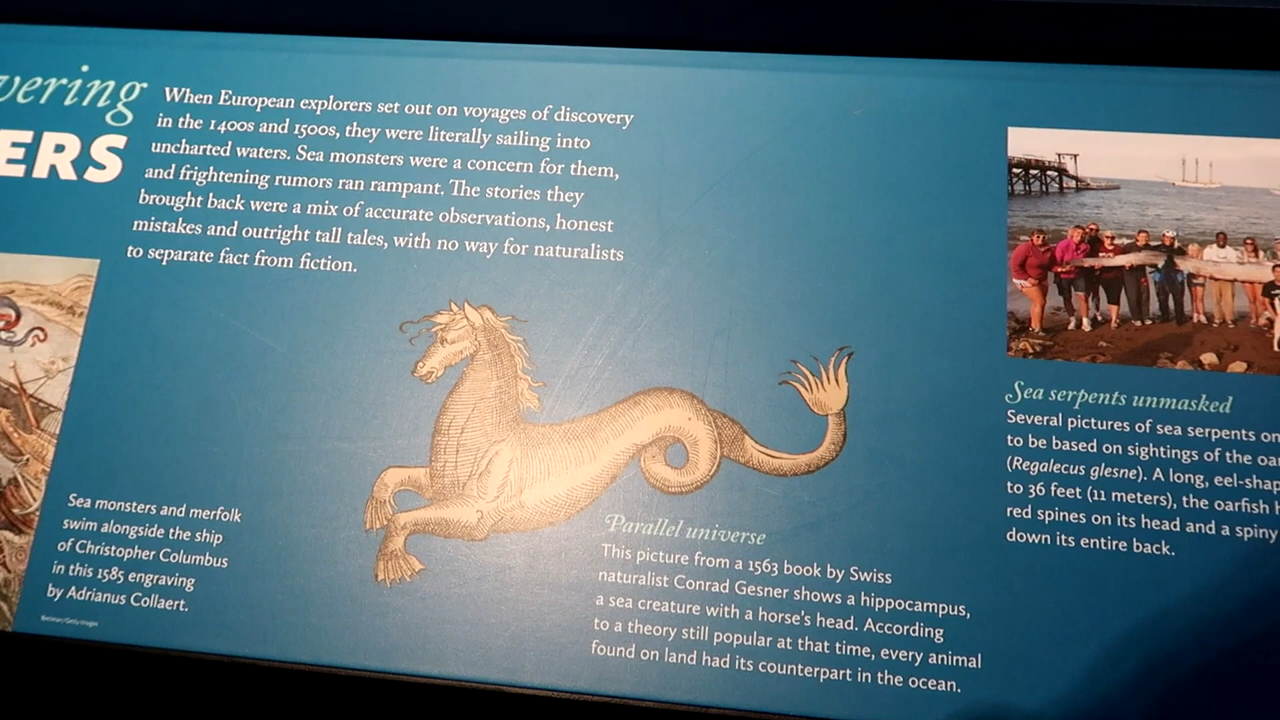 vering
ERS
When European explorers set out on voyages of discovery
in the 1400s and 1500s, they were literally sailing into
uncharted waters. Sea monsters were a concern for them,
and frightening rumors ran rampant. The stories they
brought back were a mix of accurate observations, honest
mistakes and outright tall tales, with no way for naturalists
to separate fact from fiction.
Sea monsters and merfolk
swim alongside the ship
of Christopher Columbus
in this 1585 engraving
by Adrianus Collaert.
Bettman/Getty Images
Parallel universe
This picture from a 1563 book by Swiss
naturalist Conrad Gesner shows a hippocampus,
a sea creature with a horse's head. According
to a theory still popular at that time, every animal
found on land had its counterpart in the ocean.
Sea serpents unmasked
Several pictures of sea serpents on
to be based on sightings of the oar
(Regalecus glesne). A long, eel-shap
to 36 feet (11 meters), the oarfish h
red spines on its head and a spiny
down its entire back.